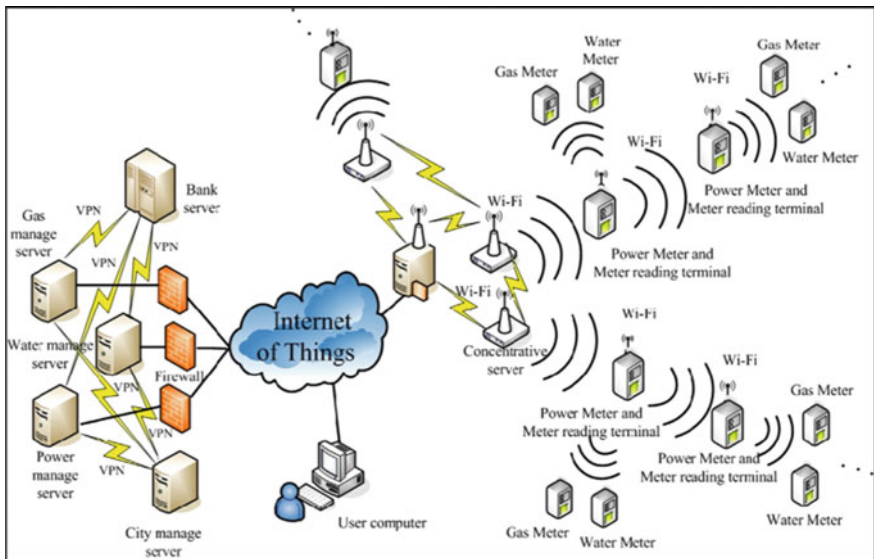 Water
Meter
Gas Meter
Gas Meter
Wi-Fi
Water Meter
Wi-Fi
Power Meter and
Meter reading terminal
Bank
server
VPN
Gas
manage
server
VPN
VPN
Wi-Fi
Power Meter and
Meter reading terminal
Wi-Fi
Internet
of Things
Water manage
server
Firewall
VPN
Concentrative
server
Wi-Fi
Wi-Fi
Power Meter and
Meter reading terminal
Gas Meter
Power
manage
server
VPN
VPN
Power Meter and
Meter reading terminal
City manage
server
User computer
Gas Meter
Water Meter
Water Meter